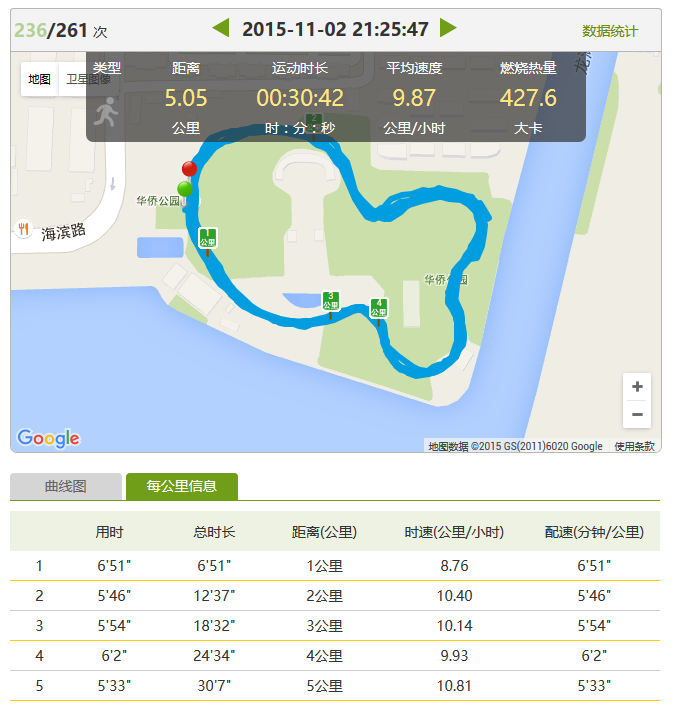 236/261 次 2015-11-02 21:25:47 数据统计
地图 卫星图像
类型 距离 运动时长 平均速度 燃烧热量
5.05 00:30:42 9.87 427.6
公里 时：分：秒 公里/小时 大卡
2
华侨公园
1
公里
海滨路
华侨公园
3
公里
4
公里
+
−
Google
地图数据 ©2015 GS(2011)6020 Google 使用条款
曲线图 每公里信息
用时 总时长 距离(公里) 时速(公里/小时) 配速(分钟/公里)
1 6'51" 6'51" 1公里 8.76 6'51"
2 5'46" 12'37" 2公里 10.40 5'46"
3 5'54" 18'32" 3公里 10.14 5'54"
4 6'2" 24'34" 4公里 9.93 6'2"
5 5'33" 30'7" 5公里 10.81 5'33"